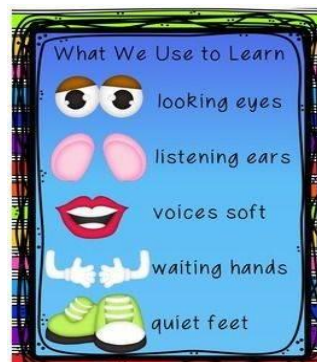 What We Use to Learn
looking eyes
listening ears
voices soft
waiting hands
quiet feet